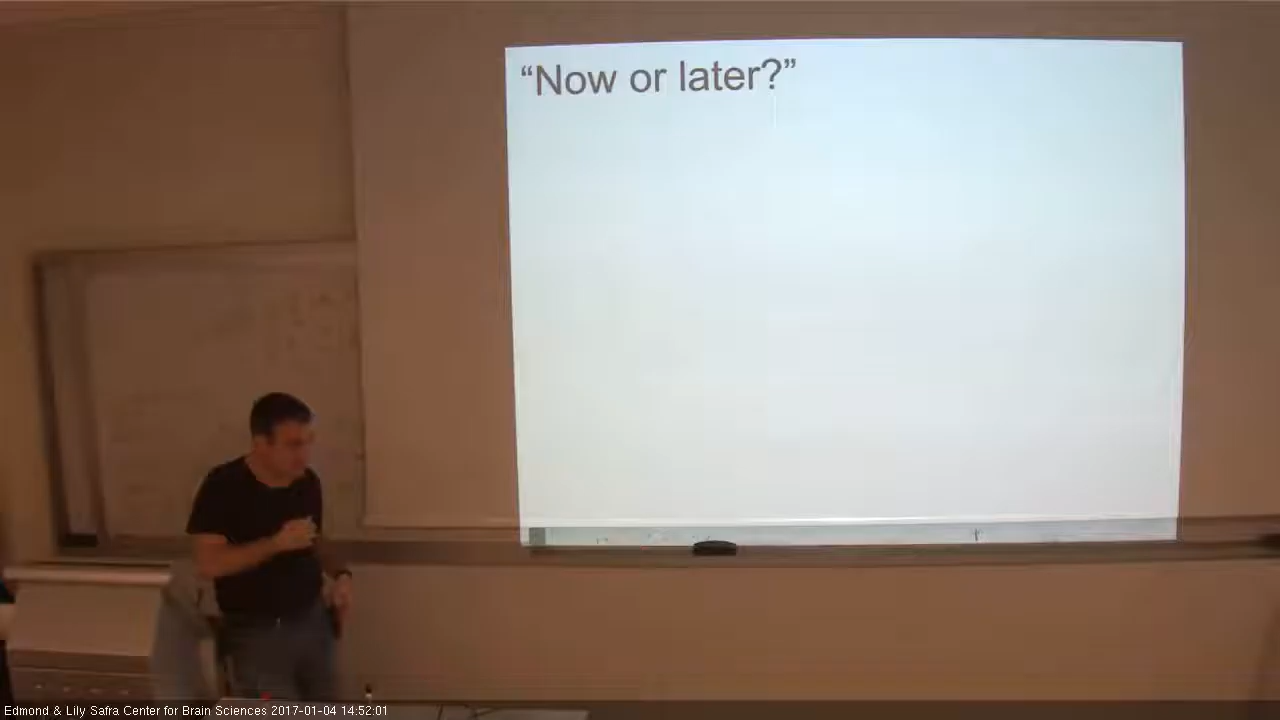 “Now or later?”
Edmond & Lily Safra Center for Brain Sciences 2017-01-04 14:52:01